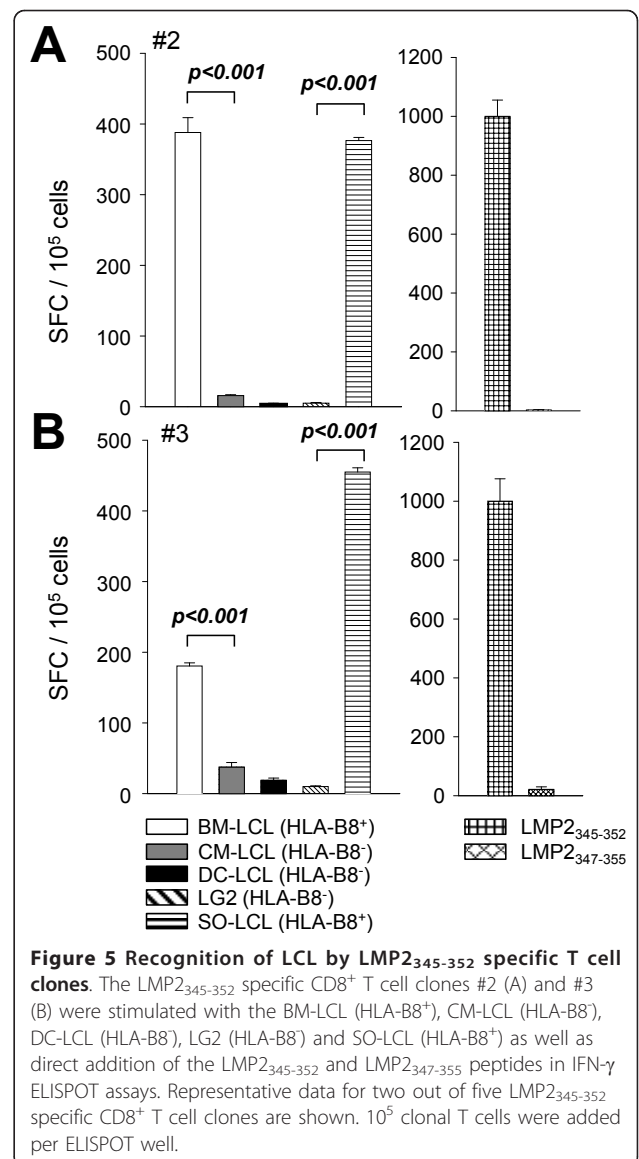 A
#2
p<0.001
p<0.001
500
400
300
200
100
0
SFC / 10⁵ cells
1200
1000
800
600
400
200
0
B
#3
p<0.001
p<0.001
500
400
300
200
100
0
SFC / 10⁵ cells
1200
1000
800
600
400
200
0
BM-LCL (HLA-B8⁺)
CM-LCL (HLA-B8⁻)
DC-LCL (HLA-B8⁻)
LG2 (HLA-B8⁻)
SO-LCL (HLA-B8⁺)
LMP2₃₄₅₋₃₅₂
LMP2₃₄₇₋₃₅₅
Figure 5 Recognition of LCL by LMP2₃₄₅₋₃₅₂ specific T cell
clones. The LMP2₃₄₅₋₃₅₂ specific CD8⁺ T cell clones #2 (A) and #3
(B) were stimulated with the BM-LCL (HLA-B8⁺), CM-LCL (HLA-B8⁻),
DC-LCL (HLA-B8⁻), LG2 (HLA-B8⁻) and SO-LCL (HLA-B8⁺) as well as
direct addition of the LMP2₃₄₅₋₃₅₂ and LMP2₃₄₇₋₃₅₅ peptides in IFN-γ
ELISPOT assays. Representative data for two out of five LMP2₃₄₅₋₃₅₂
specific CD8⁺ T cell clones are shown. 10⁵ clonal T cells were added
per ELISPOT well.